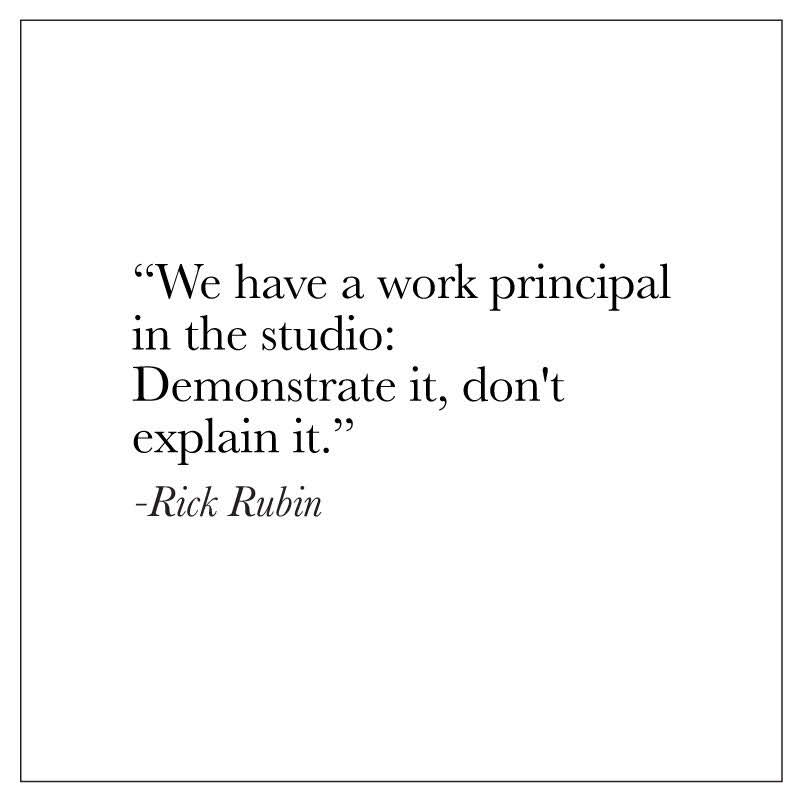 “We have a work principal
in the studio:
Demonstrate it, don't
explain it.”
-Rick Rubin